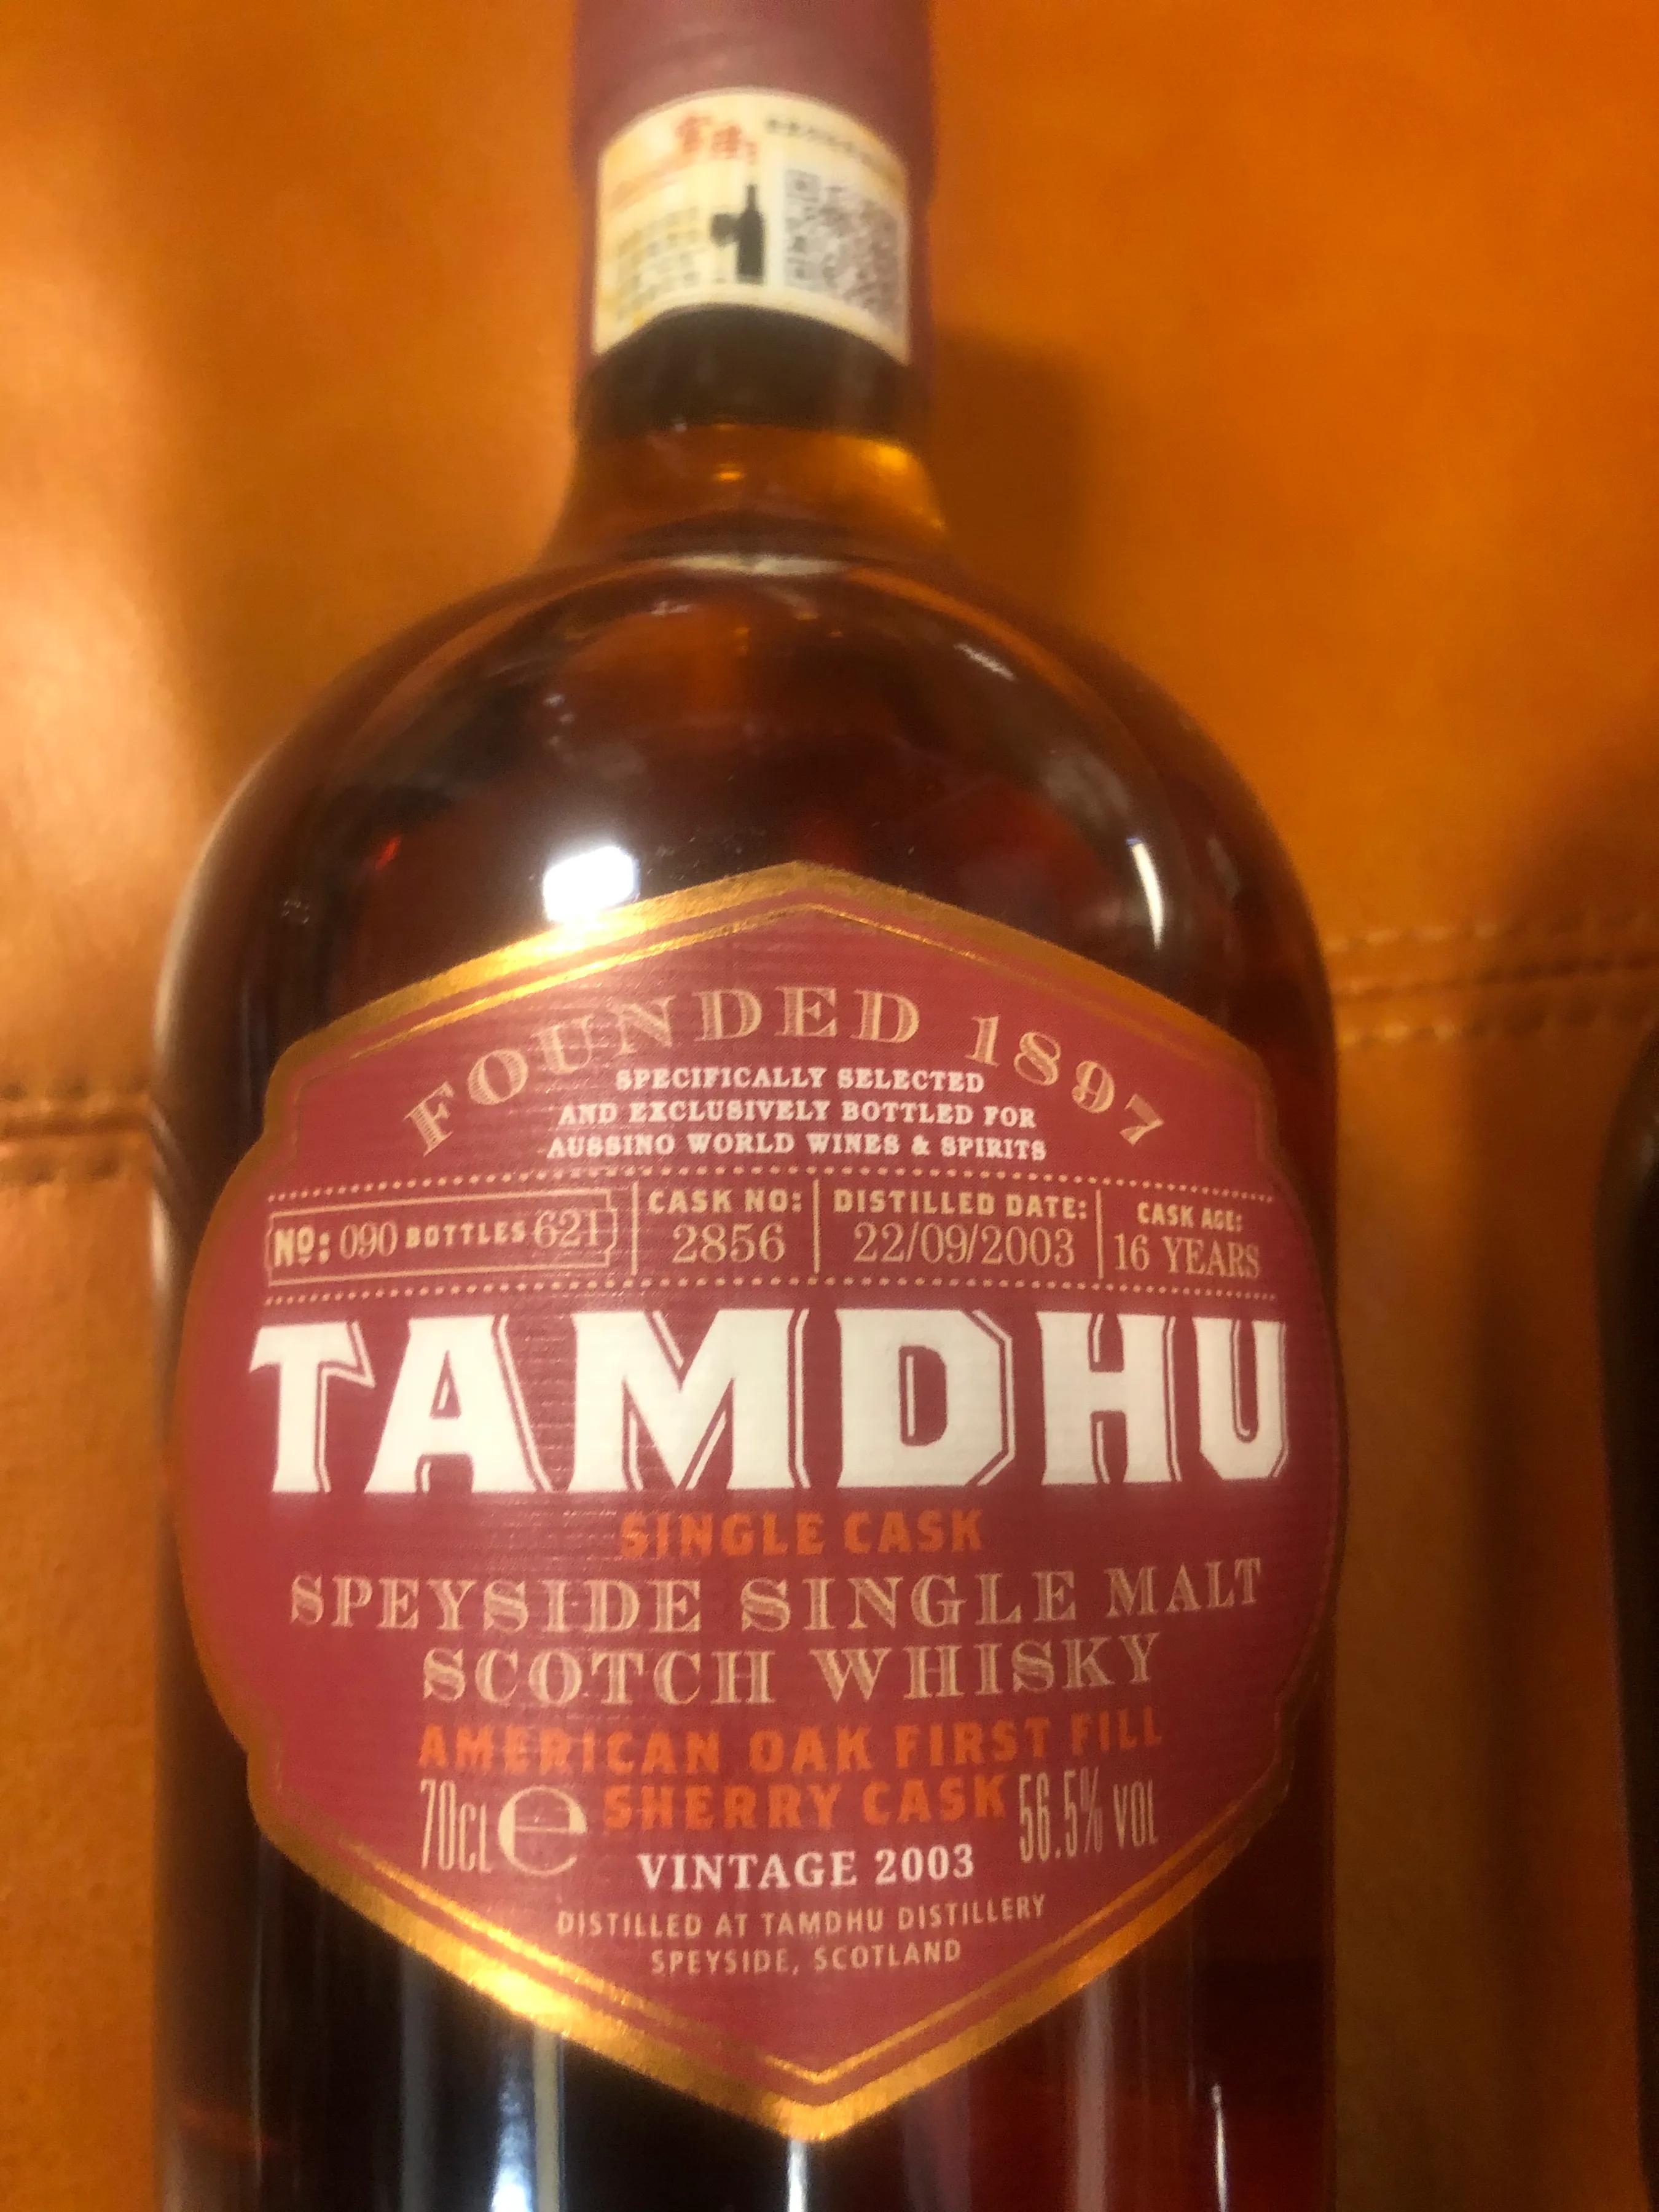 FOUNDED 1897
SPECIFICALLY SELECTED
AND EXCLUSIVELY BOTTLED FOR
AUSSINO WORLD WINES & SPIRITS
Nº: 090 BOTTLES 621
CASK NO:
2856
DISTILLED DATE:
22/09/2003
CASK AGE:
16 YEARS
TAMDHU
SINGLE CASK
SPEYSIDE SINGLE MALT
SCOTCH WHISKY
AMERICAN OAK FIRST FILL
SHERRY CASK
70CL e
56.5% VOL
VINTAGE 2003
DISTILLED AT TAMDHU DISTILLERY
SPEYSIDE, SCOTLAND